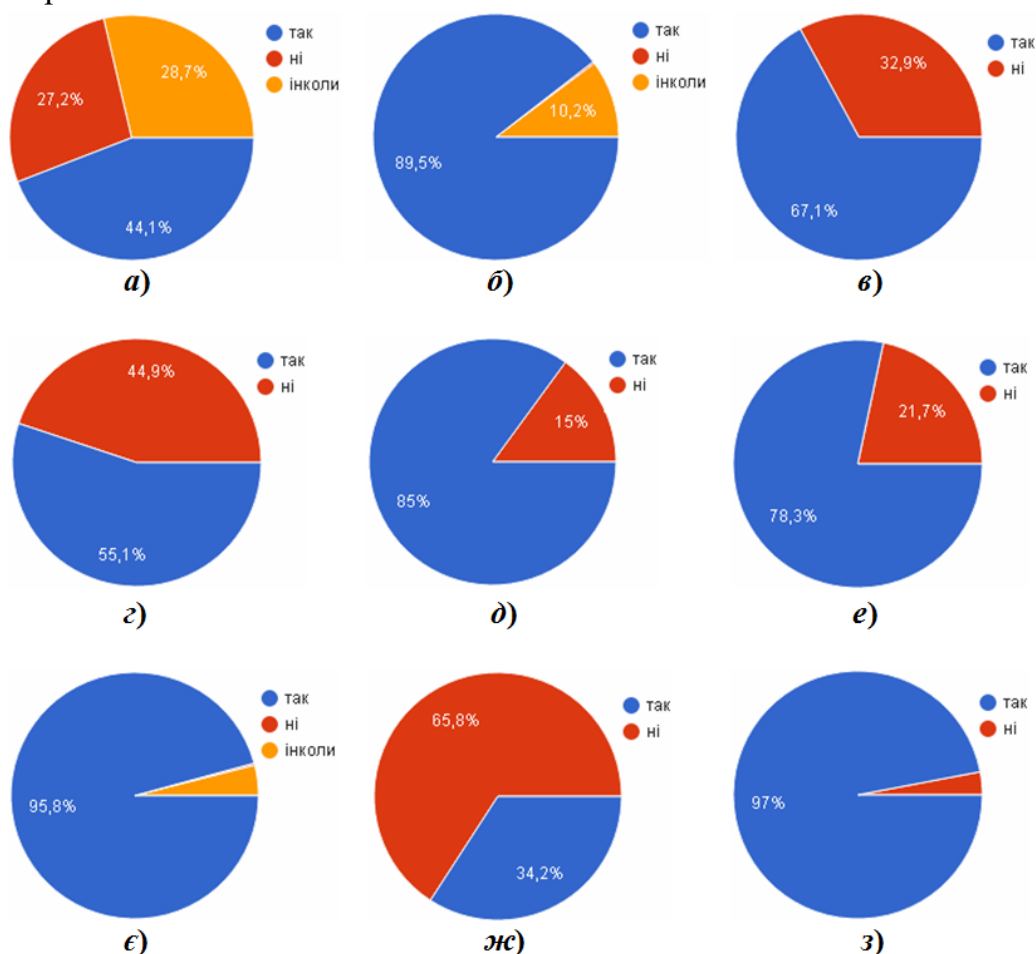 так
ні
інколи
28,7%
27,2%
44,1%
а)
так
ні
інколи
10,2%
89,5%
б)
так
ні
32,9%
67,1%
в)
так
ні
44,9%
55,1%
г)
так
ні
15%
85%
д)
так
ні
21,7%
78,3%
е)
так
ні
інколи
95,8%
є)
так
ні
65,8%
34,2%
ж)
так
ні
97%
з)